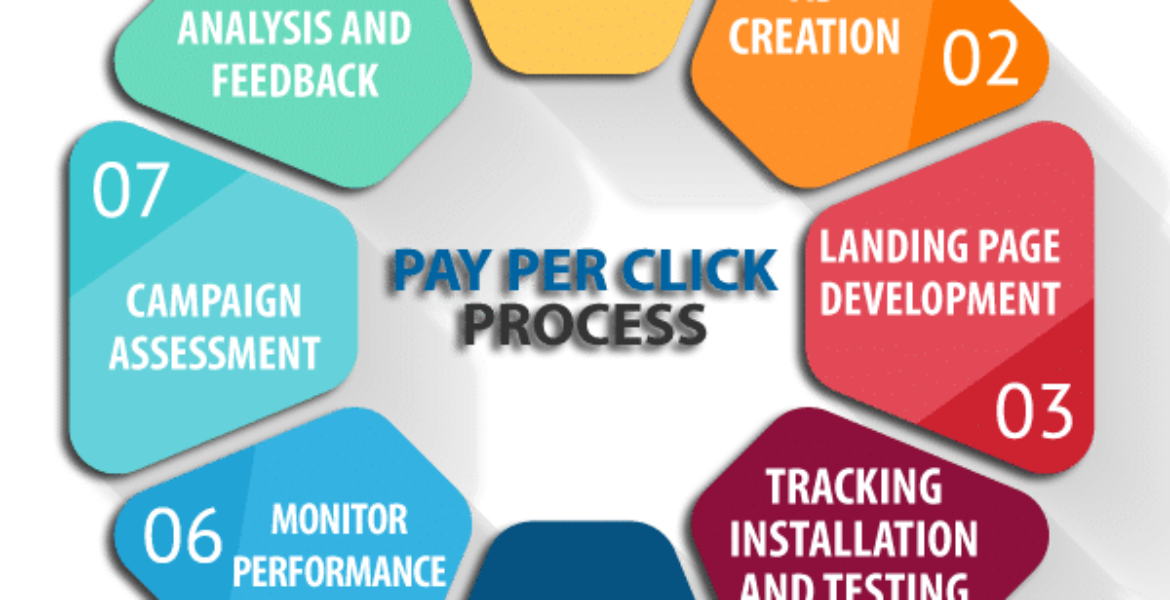 ANALYSIS AND
FEEDBACK
CREATION
02
07
CAMPAIGN
ASSESSMENT
PAY PER CLICK
PROCESS
LANDING PAGE
DEVELOPMENT
03
06
MONITOR
PERFORMANCE
TRACKING
INSTALLATION
AND TESTING